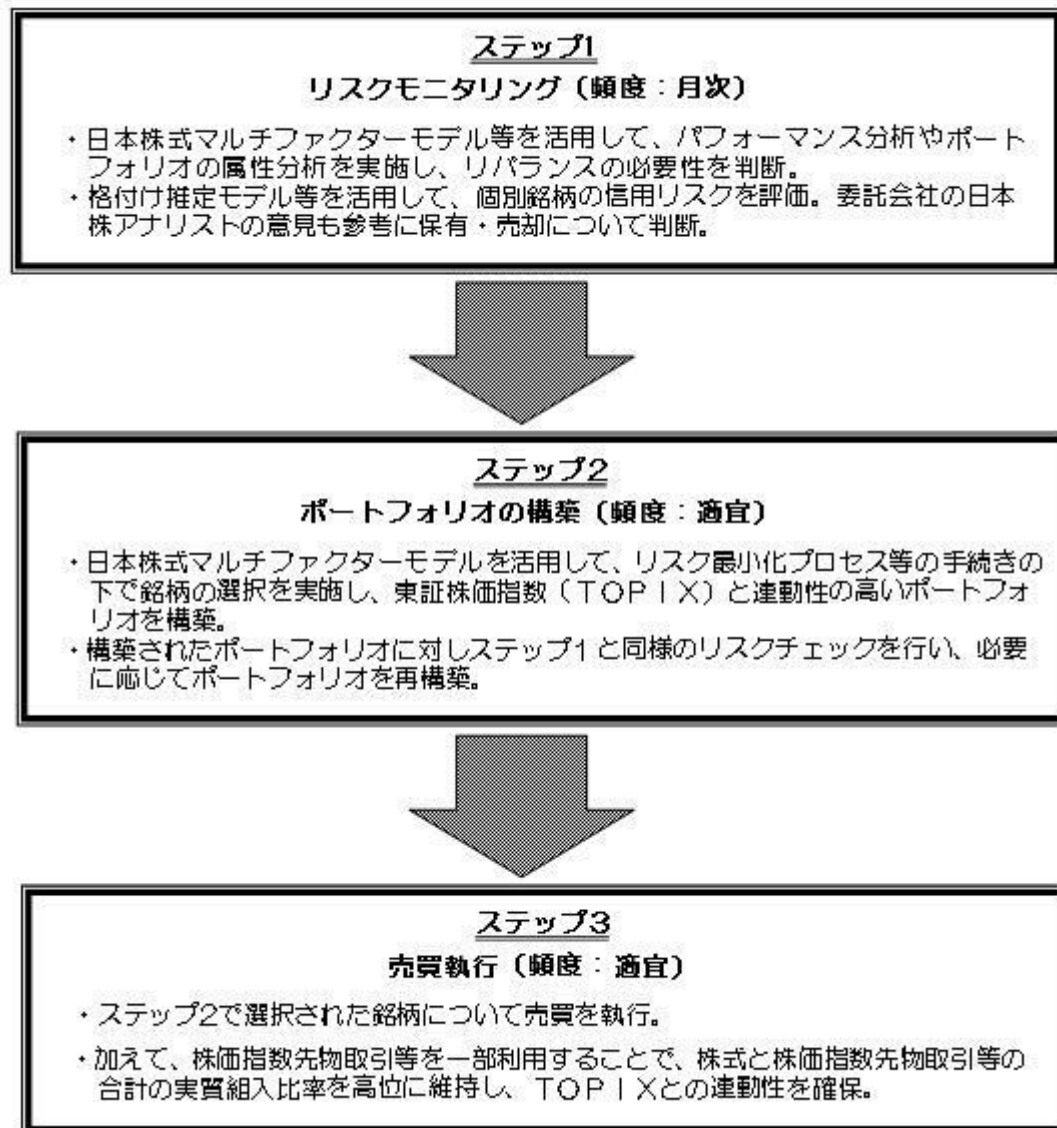 ステップ1
リスクモニタリング（頻度：月次）
・日本株式マルチファクターモデル等を活用して、パフォーマンス分析やポート
フォリオの属性分析を実施し、リバランスの必要性を判断。
・格付け推定モデル等を活用して、個別銘柄の信用リスクを評価。委託会社の日本
株アナリストの意見も参考に保有・売却について判断。
ステップ2
ポートフォリオの構築（頻度：適宜）
・日本株式マルチファクターモデルを活用して、リスク最小化プロセス等の手続きの
下で銘柄の選択を実施し、東証株価指数（ＴＯＰＩＸ）と連動性の高いポートフォ
リオを構築。
・構築されたポートフォリオに対しステップ1と同様のリスクチェックを行い、必要
に応じてポートフォリオを再構築。
ステップ3
売買執行（頻度：適宜）
・ステップ2で選択された銘柄について売買を執行。
・加えて、株価指数先物取引等を一部利用することで、株式と株価指数先物取引等の
合計の実質組入比率を高位に維持し、ＴＯＰＩＸとの連動性を確保。